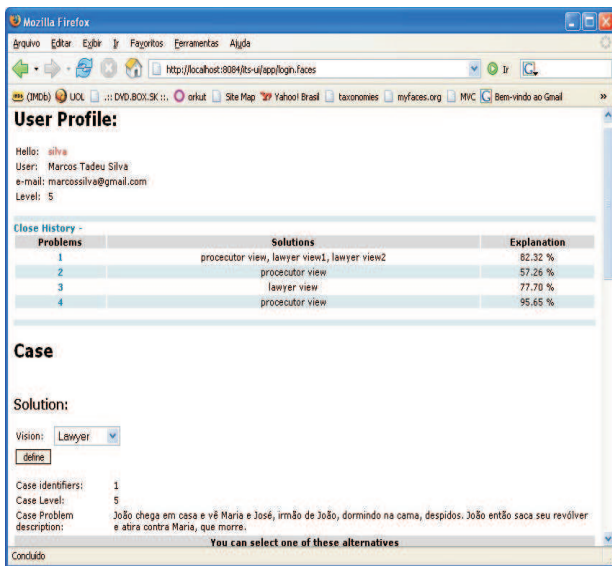 Mozilla Firefox
Arquivo Editar Exibir Ir Favoritos Ferramentas Ajuda
http://localhost:8084/its-ui/app/login.faces Ir
(IMDb) UOL .:: DVD.BOX.SK ::. orkut Site Map Yahoo! Brasil taxonomies myfaces.org MVC Bem-vindo ao Gmail »
User Profile:
Hello: silva
User: Marcos Tadeu Silva
e-mail: marcossilva@gmail.com
Level: 5
Close History -
Problems Solutions Explanation
1 procecutor view, lawyer view1, lawyer view2 82.32 %
2 procecutor view 57.26 %
3 lawyer view 77.70 %
4 procecutor view 95.65 %
Case
Solution:
Vision: Lawyer
define
Case identifiers: 1
Case Level: 5
Case Problem description: João chega em casa e vê Maria e José, irmão de João, dormindo na cama, despidos. João então saca seu revólver
e atira contra Maria, que morre.
You can select one of these alternatives
Concluído